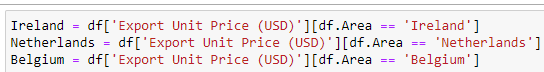 Ireland = df['Export Unit Price (USD)'][df.Area == 'Ireland']
Netherlands = df['Export Unit Price (USD)'][df.Area == 'Netherlands']
Belgium = df['Export Unit Price (USD)'][df.Area == 'Belgium']